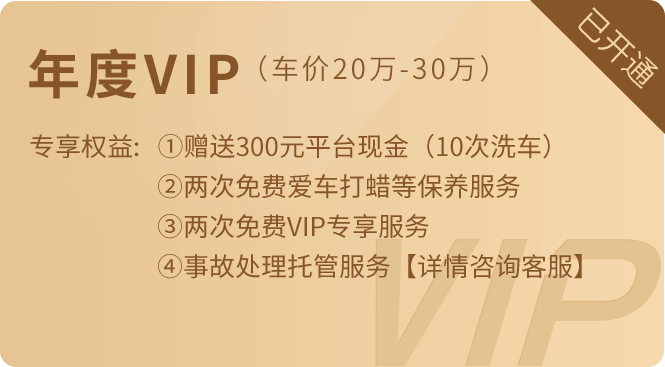 已开通
年度VIP（车价20万-30万）
专享权益: ①赠送300元平台现金（10次洗车）
②两次免费爱车打蜡等保养服务
③两次免费VIP专享服务
④事故处理托管服务【详情咨询客服】
VIP